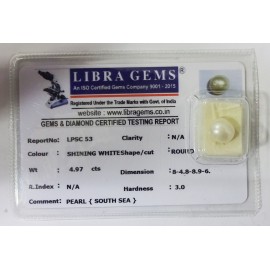 LIBRA GEMS
An ISO Certified Gems Company 9001 - 2015
Registered Under the Trade Marks with Govt. of India
website : www.libragems.co.in
GEMS & DIAMOND CERTIFIED TESTING REPORT
ReportNo: LPSC 53 Clarity : N/A
Colour : SHINING WHITE Shape/cut : ROUND
Wt : 4.97 cts Dimension : 8-4.8-8.9-6.
R.Index : N/A Hardness : 3.0
Comment : PEARL { SOUTH SEA }